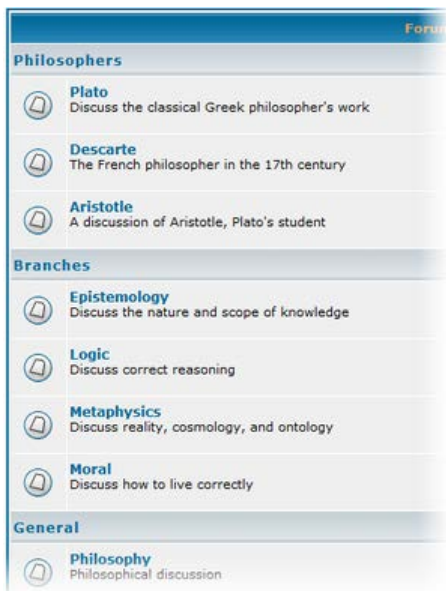 Forum
Philosophers
Plato
Discuss the classical Greek philosopher's work
Descarte
The French philosopher in the 17th century
Aristotle
A discussion of Aristotle, Plato's student
Branches
Epistemology
Discuss the nature and scope of knowledge
Logic
Discuss correct reasoning
Metaphysics
Discuss reality, cosmology, and ontology
Moral
Discuss how to live correctly
General
Philosophy
Philosophical discussion